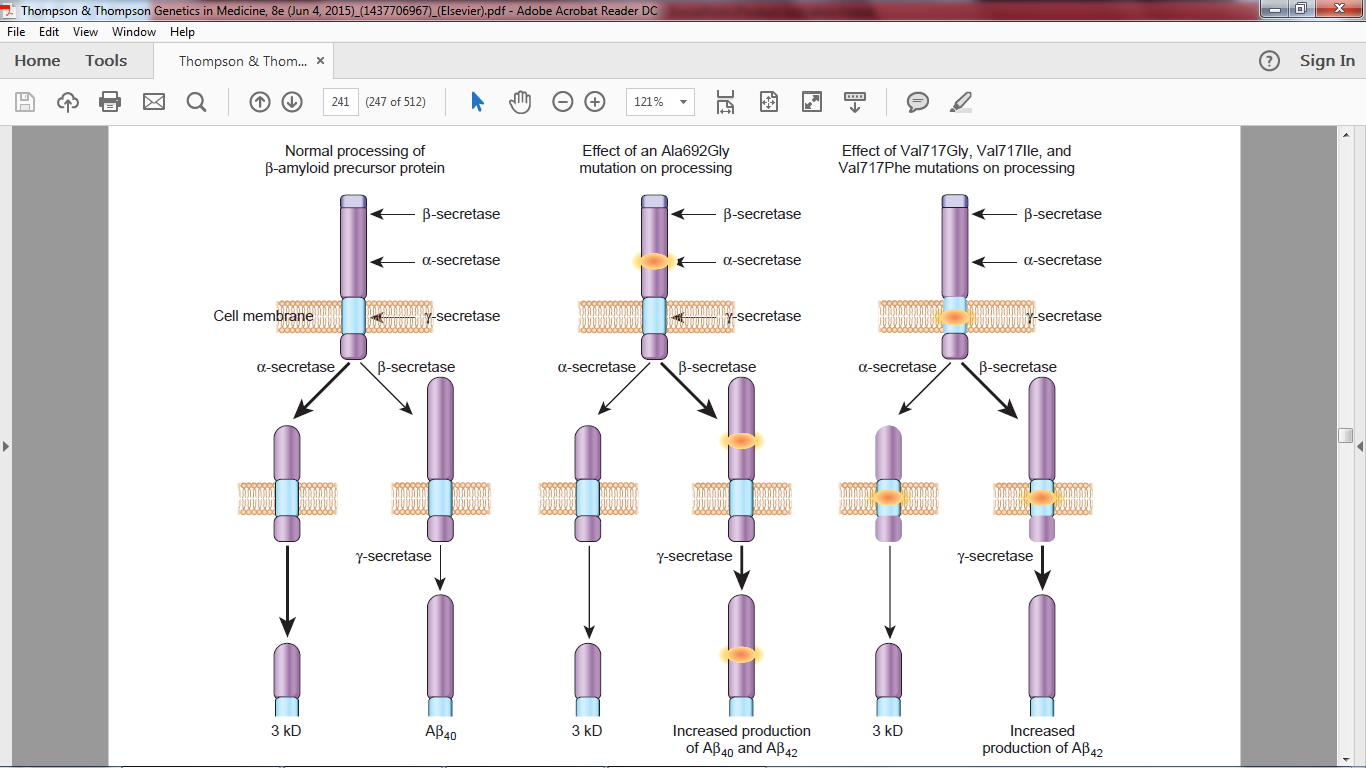 Thompson & Thompson Genetics in Medicine, 8e (Jun 4, 2015)_(1437706967)_(Elsevier).pdf - Adobe Acrobat Reader DC
File Edit View Window Help
Home Tools Thompson & Thom... × Sign In
241 (247 of 512) 121%
Normal processing of
β-amyloid precursor protein
Effect of an Ala692Gly
mutation on processing
Effect of Val717Gly, Val717Ile, and
Val717Phe mutations on processing
β-secretase β-secretase β-secretase
α-secretase α-secretase α-secretase
Cell membrane γ-secretase γ-secretase γ-secretase
α-secretase β-secretase α-secretase β-secretase α-secretase β-secretase
γ-secretase γ-secretase γ-secretase
3 kD Aβ40 3 kD
Increased production
of Aβ40 and Aβ42
3 kD
Increased
production of Aβ42